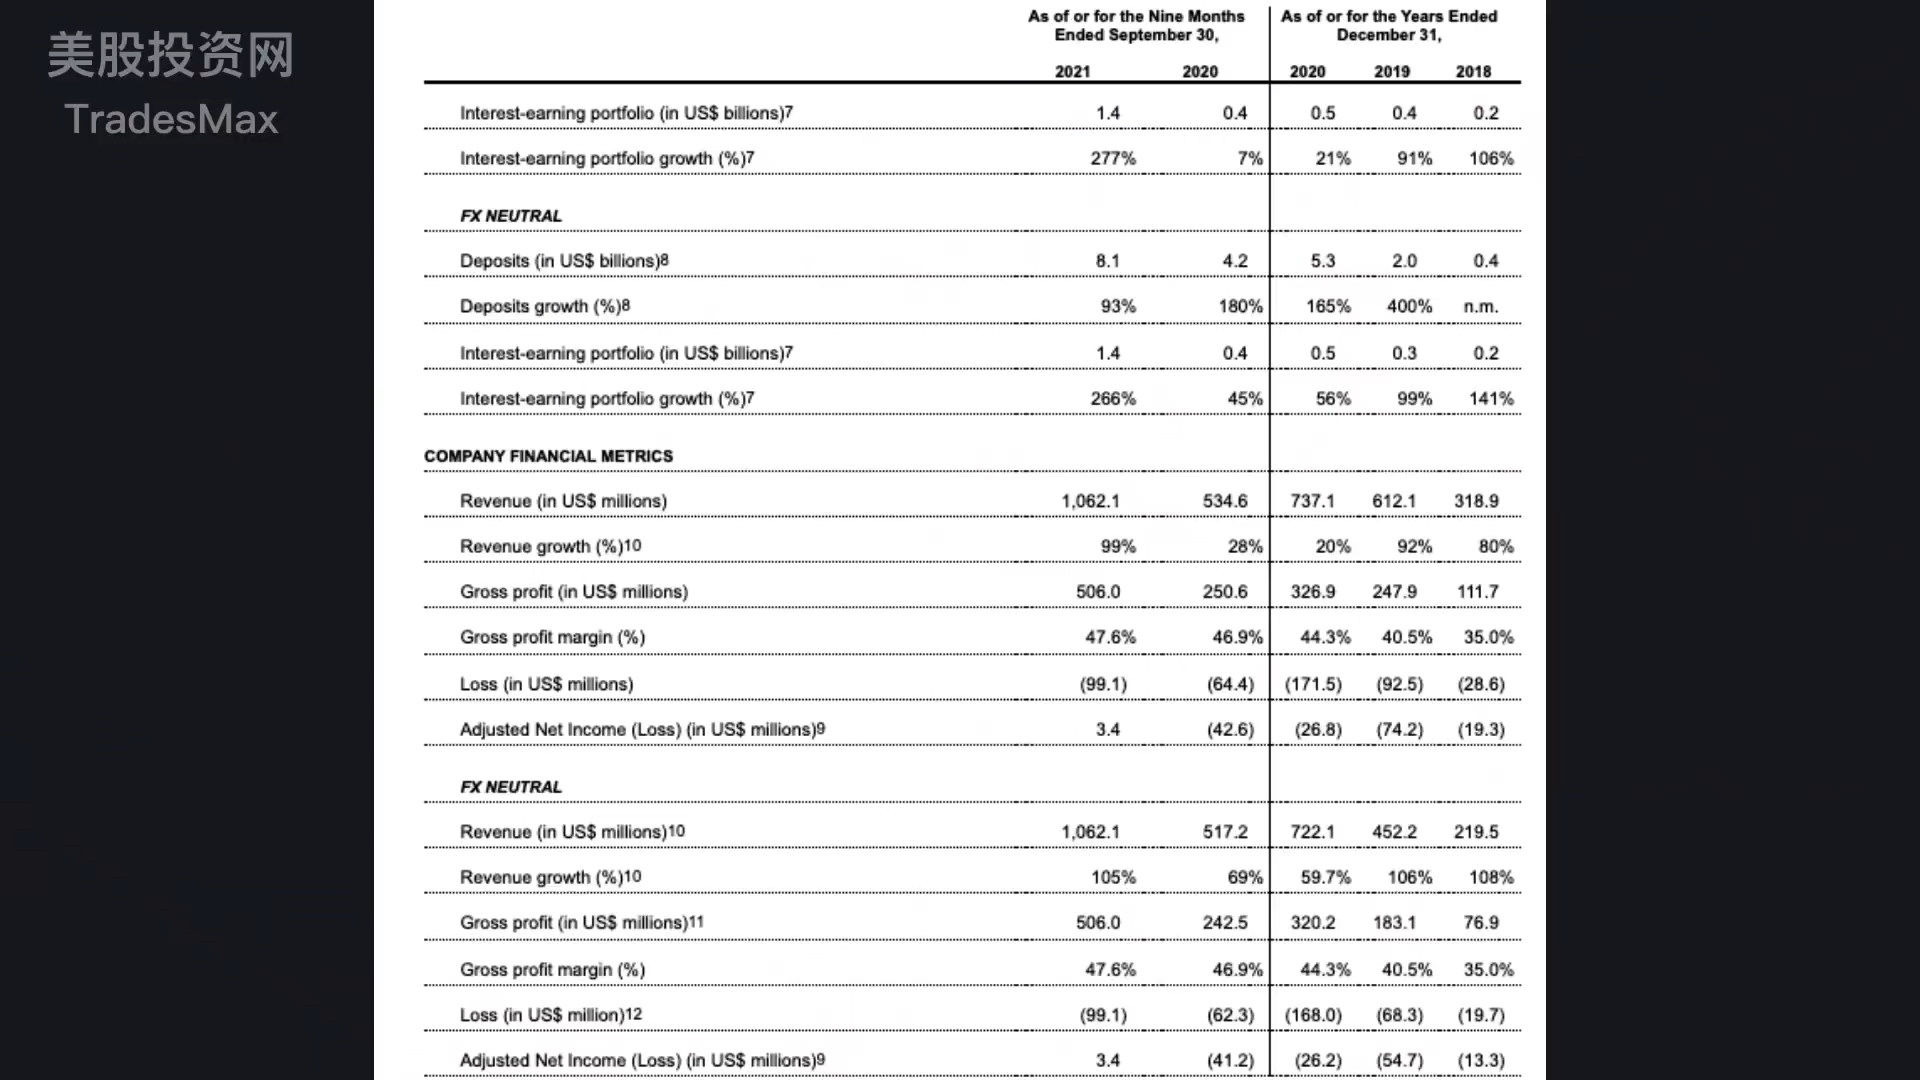 美股投资网
TradesMax
As of or for the Nine Months Ended September 30, As of or for the Years Ended December 31,
2021 2020 2020 2019 2018
Interest-earning portfolio (in US$ billions)7 1.4 0.4 0.5 0.4 0.2
Interest-earning portfolio growth (%)7 277% 7% 21% 91% 106%
FX NEUTRAL
Deposits (in US$ billions)8 8.1 4.2 5.3 2.0 0.4
Deposits growth (%)8 93% 180% 165% 400% n.m.
Interest-earning portfolio (in US$ billions)7 1.4 0.4 0.5 0.3 0.2
Interest-earning portfolio growth (%)7 266% 45% 56% 99% 141%
COMPANY FINANCIAL METRICS
Revenue (in US$ millions) 1,062.1 534.6 737.1 612.1 318.9
Revenue growth (%)10 99% 28% 20% 92% 80%
Gross profit (in US$ millions) 506.0 250.6 326.9 247.9 111.7
Gross profit margin (%) 47.6% 46.9% 44.3% 40.5% 35.0%
Loss (in US$ millions) (99.1) (64.4) (171.5) (92.5) (28.6)
Adjusted Net Income (Loss) (in US$ millions)9 3.4 (42.6) (26.8) (74.2) (19.3)
FX NEUTRAL
Revenue (in US$ millions)10 1,062.1 517.2 722.1 452.2 219.5
Revenue growth (%)10 105% 69% 59.7% 106% 108%
Gross profit (in US$ millions)11 506.0 242.5 320.2 183.1 76.9
Gross profit margin (%) 47.6% 46.9% 44.3% 40.5% 35.0%
Loss (in US$ million)12 (99.1) (62.3) (168.0) (68.3) (19.7)
Adjusted Net Income (Loss) (in US$ millions)9 3.4 (41.2) (26.2) (54.7) (13.3)